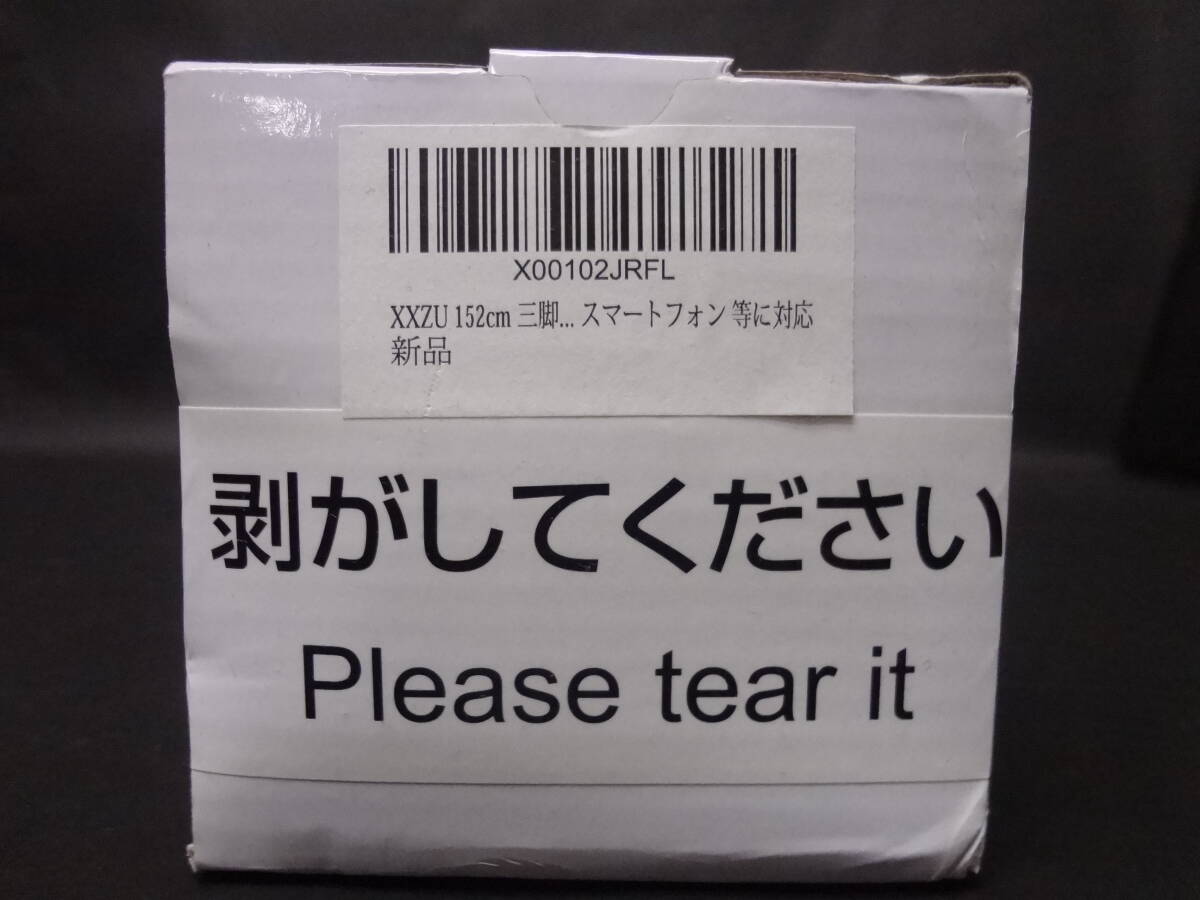 X00102JRFL
XXZU 152cm 三脚... スマートフォン 等に対応
新品
剥がしてください
Please tear it